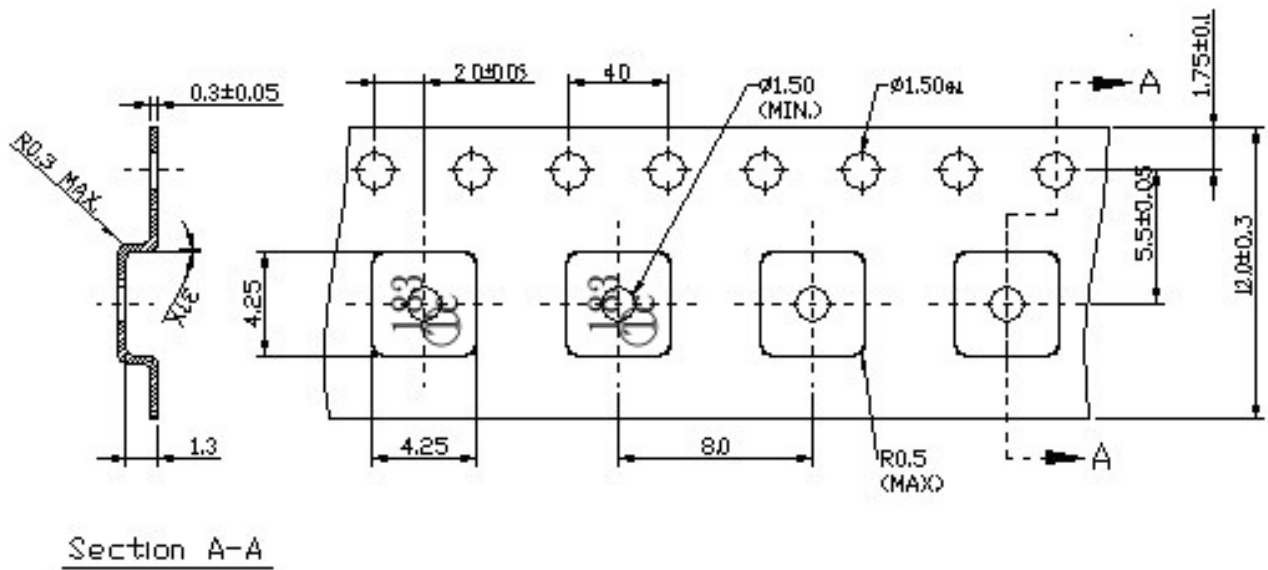 0.3±0.05
2.0±0.05
4.0
Ø1.50
(MIN.)
Ø1.50
A
1.75±0.1
R0.3 MAX.
5.5±0.05
12.0±0.3
4.25
183
183
1.3
4.25
8.0
R0.5
(MAX)
A
Section A-A